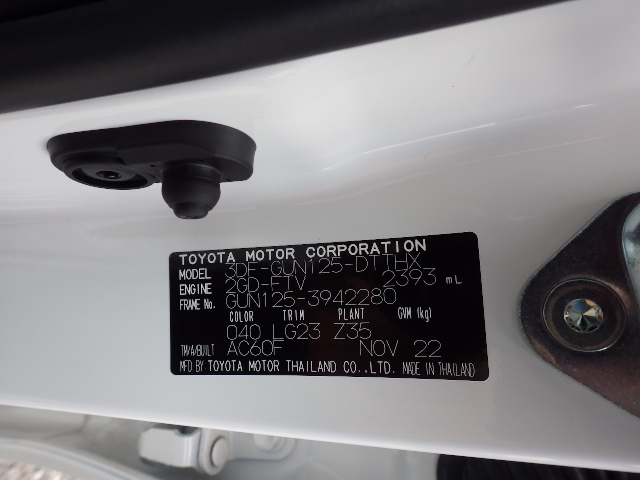 TOYOTA MOTOR CORPORATION
MODEL 3DF-GUN125-DTTHX
ENGINE 2GD-FTV 2393 mL
FRAME No. GUN125-3942280
COLOR TRIM PLANT GVM (kg)
040 LG23 Z35
TM/A/BUILT AC60F NOV 22
MFD BY TOYOTA MOTOR THAILAND CO.,LTD. MADE IN THAILAND